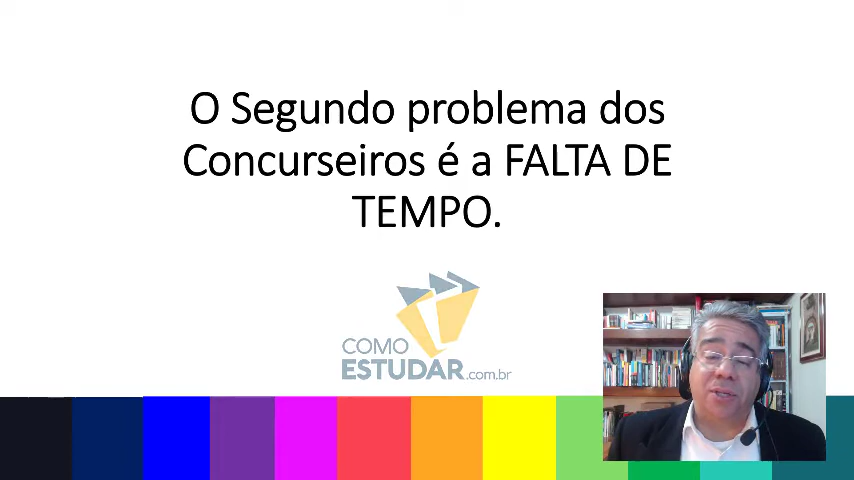 O Segundo problema dos
Concurseiros é a FALTA DE
TEMPO.
COMO
ESTUDAR.com.br